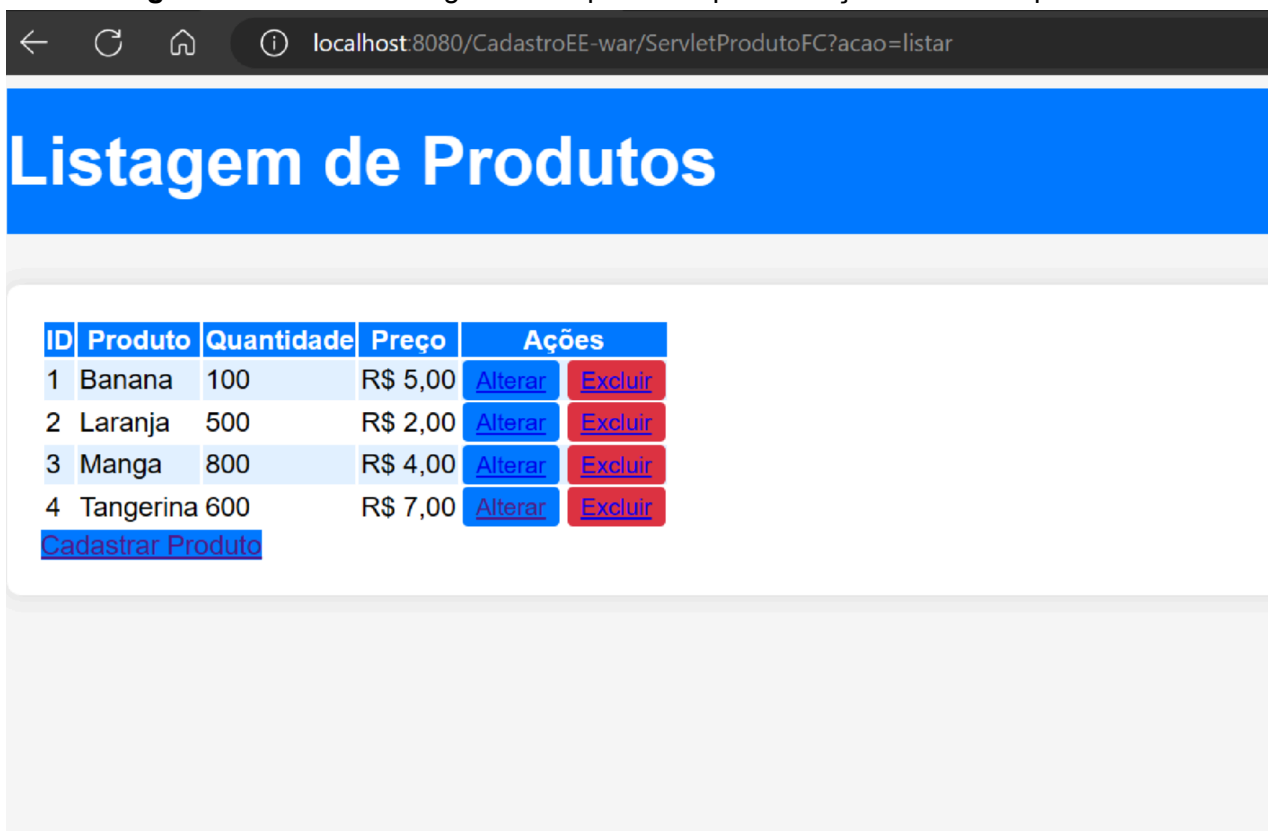 localhost:8080/CadastroEE-war/ServletProdutoFC?acao=listar
Listagem de Produtos
ID Produto Quantidade Preço Ações
1 Banana 100 R$ 5,00 Alterar Excluir
2 Laranja 500 R$ 2,00 Alterar Excluir
3 Manga 800 R$ 4,00 Alterar Excluir
4 Tangerina 600 R$ 7,00 Alterar Excluir
Cadastrar Produto